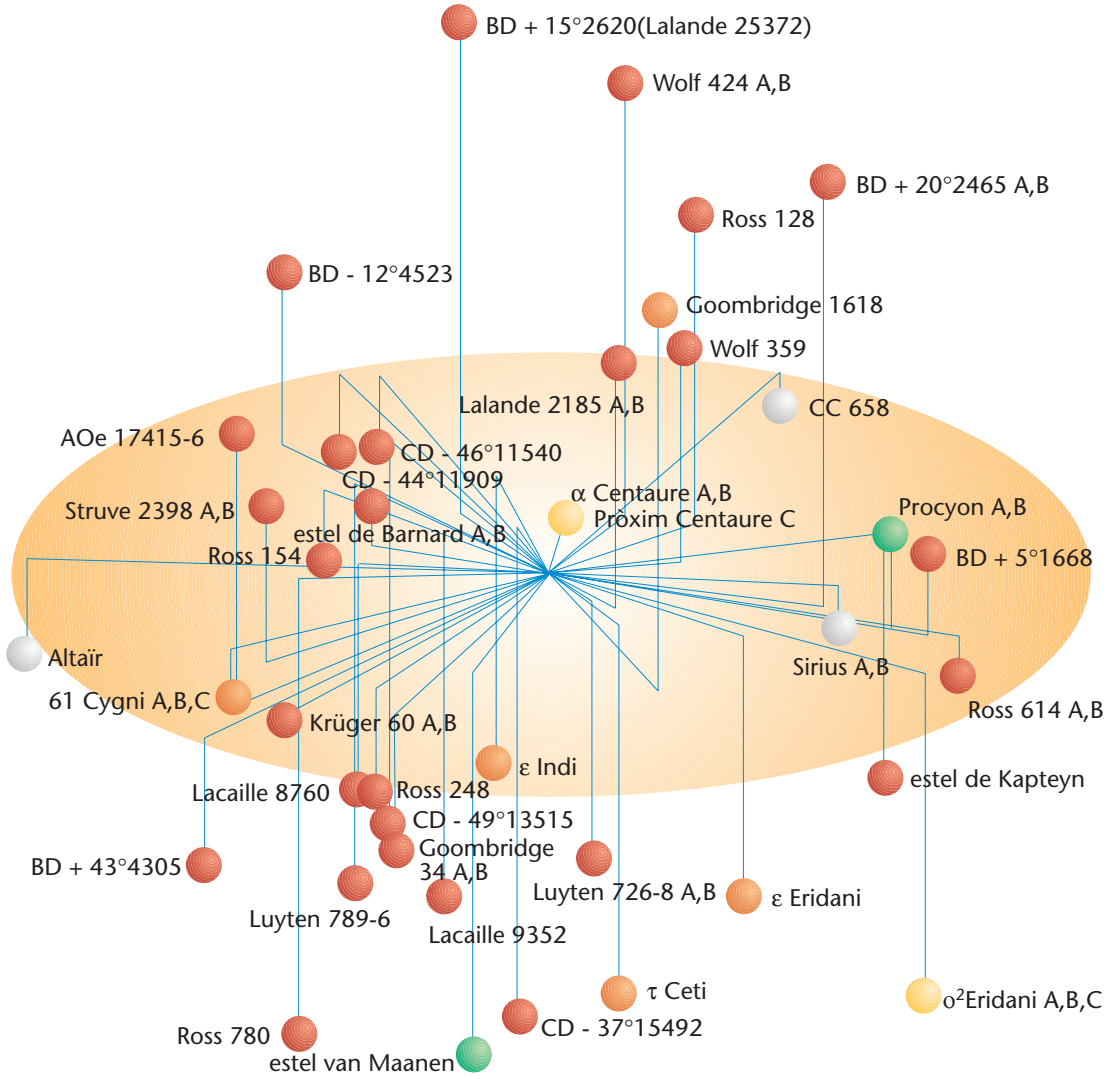 BD + 15°2620(Lalande 25372)
Wolf 424 A,B
BD + 20°2465 A,B
Ross 128
BD - 12°4523
Goombridge 1618
Wolf 359
Lalande 2185 A,B
CC 658
AOe 17415-6
CD - 46°11540
CD - 44°11909
α Centaure A,B
Pròxim Centaure C
Struve 2398 A,B
estel de Barnard A,B
Procyon A,B
Ross 154
BD + 5°1668
Altaïr
Sirius A,B
61 Cygni A,B,C
Ross 614 A,B
Krüger 60 A,B
ε Indi
estel de Kapteyn
Lacaille 8760
Ross 248
CD - 49°13515
Goombridge
34 A,B
BD + 43°4305
Luyten 726-8 A,B
ε Eridani
Luyten 789-6
Lacaille 9352
τ Ceti
o²Eridani A,B,C
CD - 37°15492
Ross 780
estel van Maanen